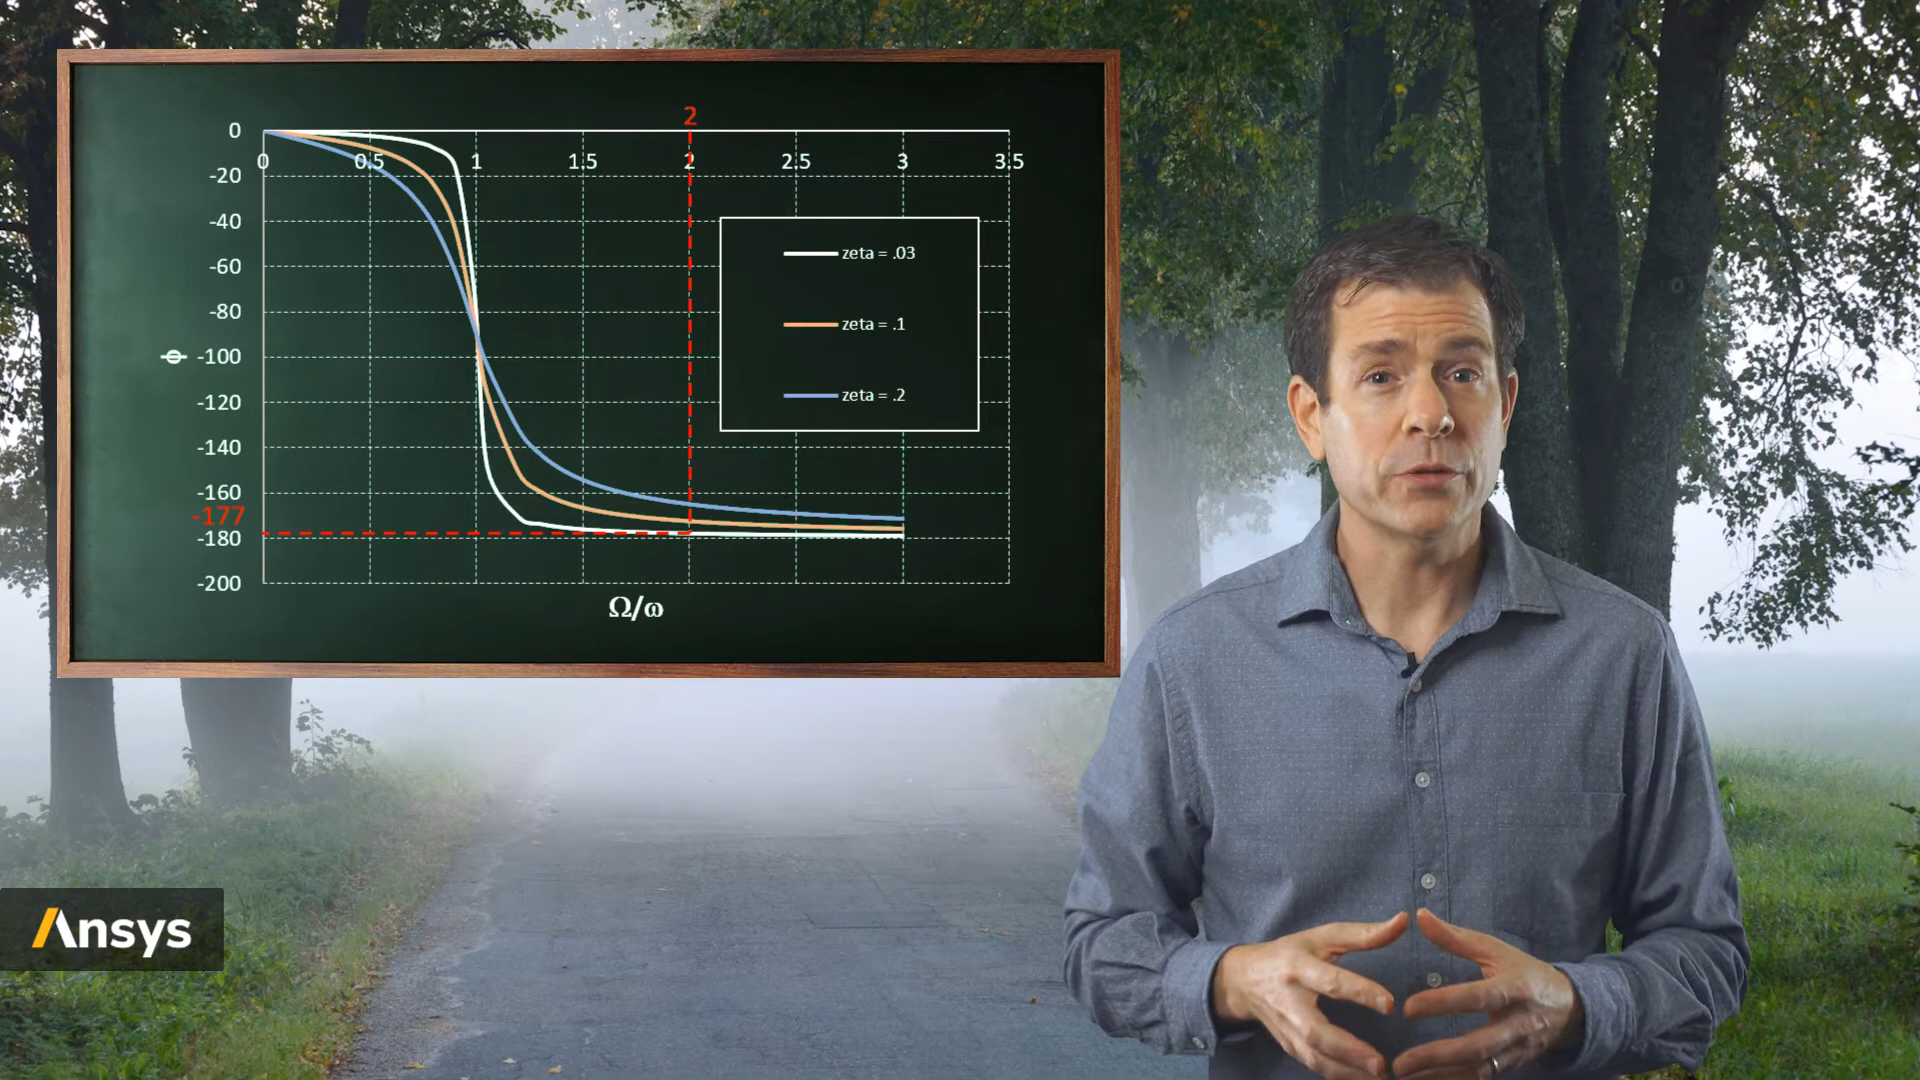 2
0
0 0.5 1 1.5 2 2.5 3 3.5
-20
-40
zeta = .03
-60
-80
zeta = .1
ϕ
-100
-120
zeta = .2
-140
-160
-177
-180
-200
Ω/ω
Ansys